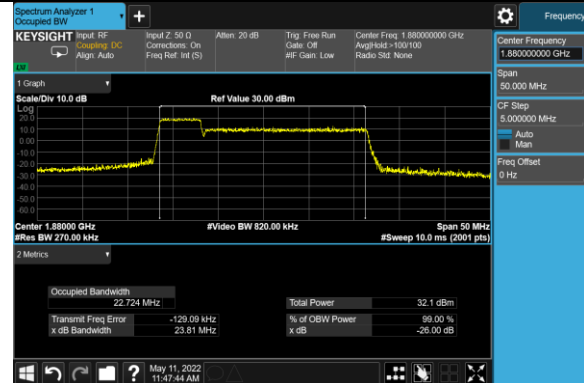 Spectrum Analyzer 1
Occupied BW
+
Frequency
KEYSIGHT Input: RF Input Z: 50 Ω Atten: 20 dB Trig: Free Run Center Freq: 1.880000000 GHz
Coupling: DC Corrections: On Gate: Off Avg|Hold:>100/100
Align: Auto Freq Ref: Int (S) #IF Gain: Low Radio Std: None
Center Frequency
1.880000000 GHz
Span
50.000 MHz
CF Step
5.000000 MHz
Auto
Man
Freq Offset
0 Hz
1 Graph
Scale/Div 10.0 dB Ref Value 30.00 dBm
Log
20.0
10.0
0.00
-10.0
-20.0
-30.0
-40.0
-50.0
-60.0
Center 1.88000 GHz #Video BW 820.00 kHz Span 50 MHz
#Res BW 270.00 kHz #Sweep 10.0 ms (2001 pts)
2 Metrics
Occupied Bandwidth
22.724 MHz Total Power 32.1 dBm
Transmit Freq Error -129.09 kHz % of OBW Power 99.00 %
x dB Bandwidth 23.81 MHz x dB -26.00 dB
? May 11, 2022
11:47:44 AM